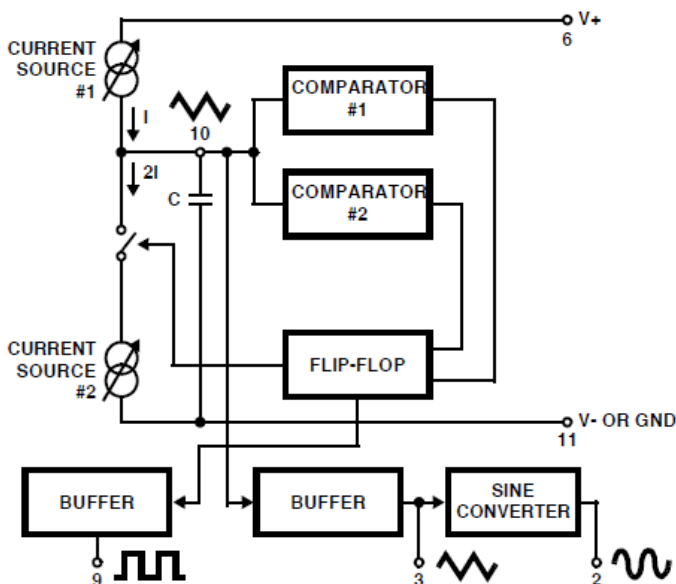 V+
6
CURRENT
SOURCE
#1
I
10
2I
C
COMPARATOR
#1
COMPARATOR
#2
CURRENT
SOURCE
#2
FLIP-FLOP
V- OR GND
11
BUFFER
BUFFER
SINE
CONVERTER
9
3
2